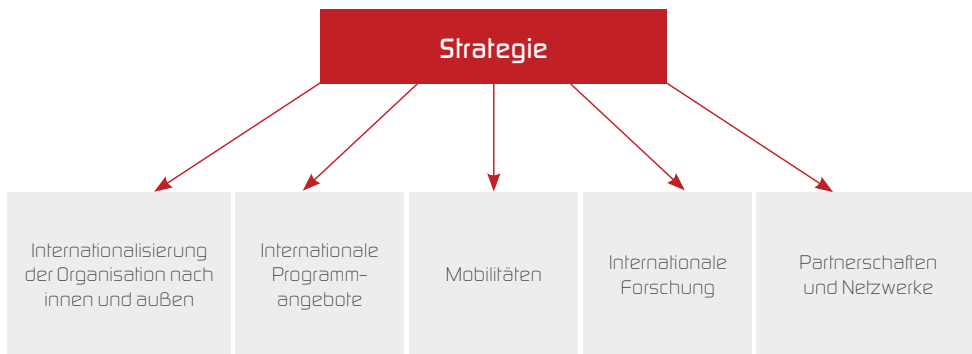 Strategie
Internationalisierung
der Organisation nach
innen und außen
Internationale
Programm-
angebote
Mobilitäten
Internationale
Forschung
Partnerschaften
und Netzwerke